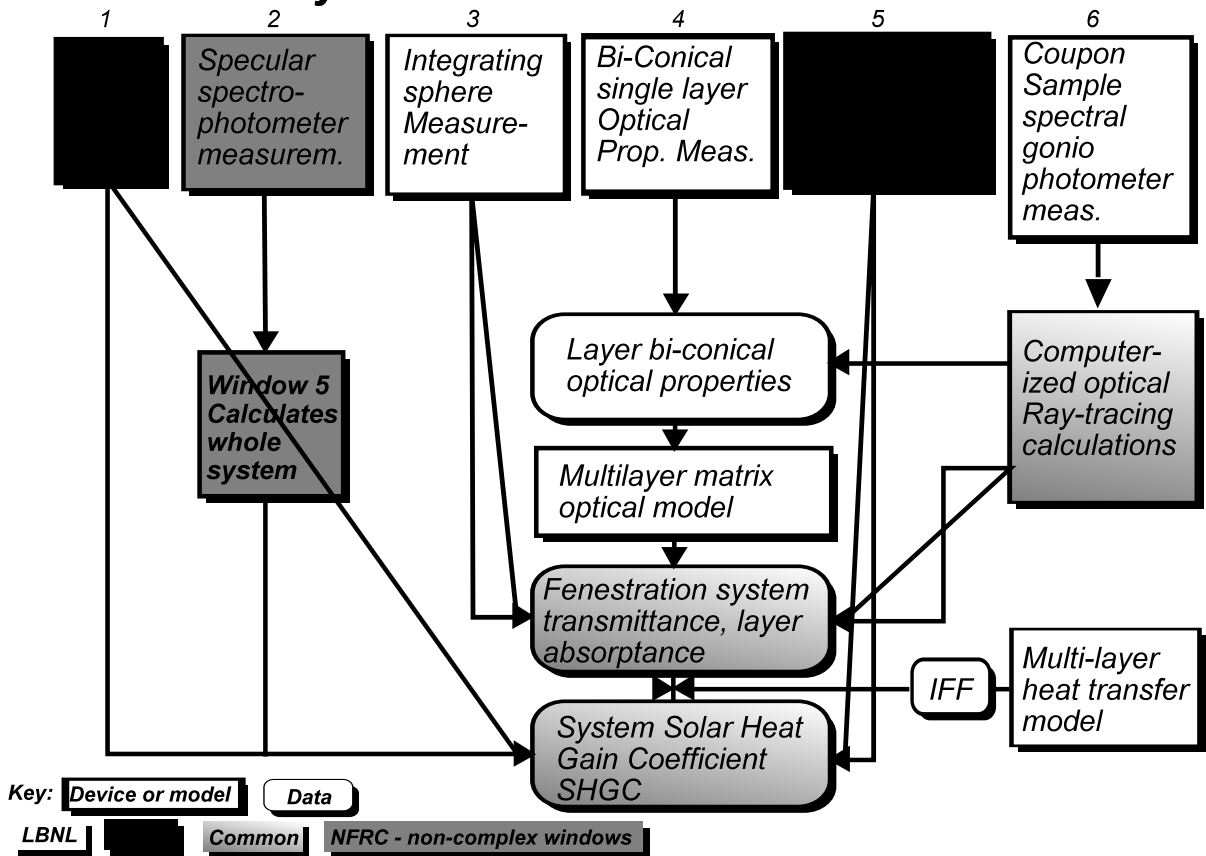 1
2
3
4
5
6
Specular
spectro-
photometer
measurem.
Integrating
sphere
Measure-
ment
Bi-Conical
single layer
Optical
Prop. Meas.
Coupon
Sample
spectral
gonio
photometer
meas.
Layer bi-conical
optical properties
Computer-
ized optical
Ray-tracing
calculations
Window 5
Calculates
whole
system
Multilayer matrix
optical model
Fenestration system
transmittance, layer
absorptance
IFF
Multi-layer
heat transfer
model
System Solar Heat
Gain Coefficient
SHGC
Key:
Device or model
Data
LBNL
Common
NFRC - non-complex windows